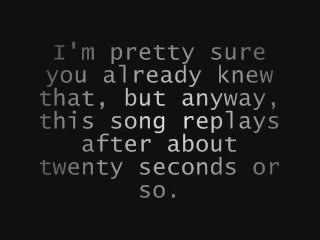 I'm pretty sure
you already knew
that, but anyway,
this song replays
after about
twenty seconds or
so.